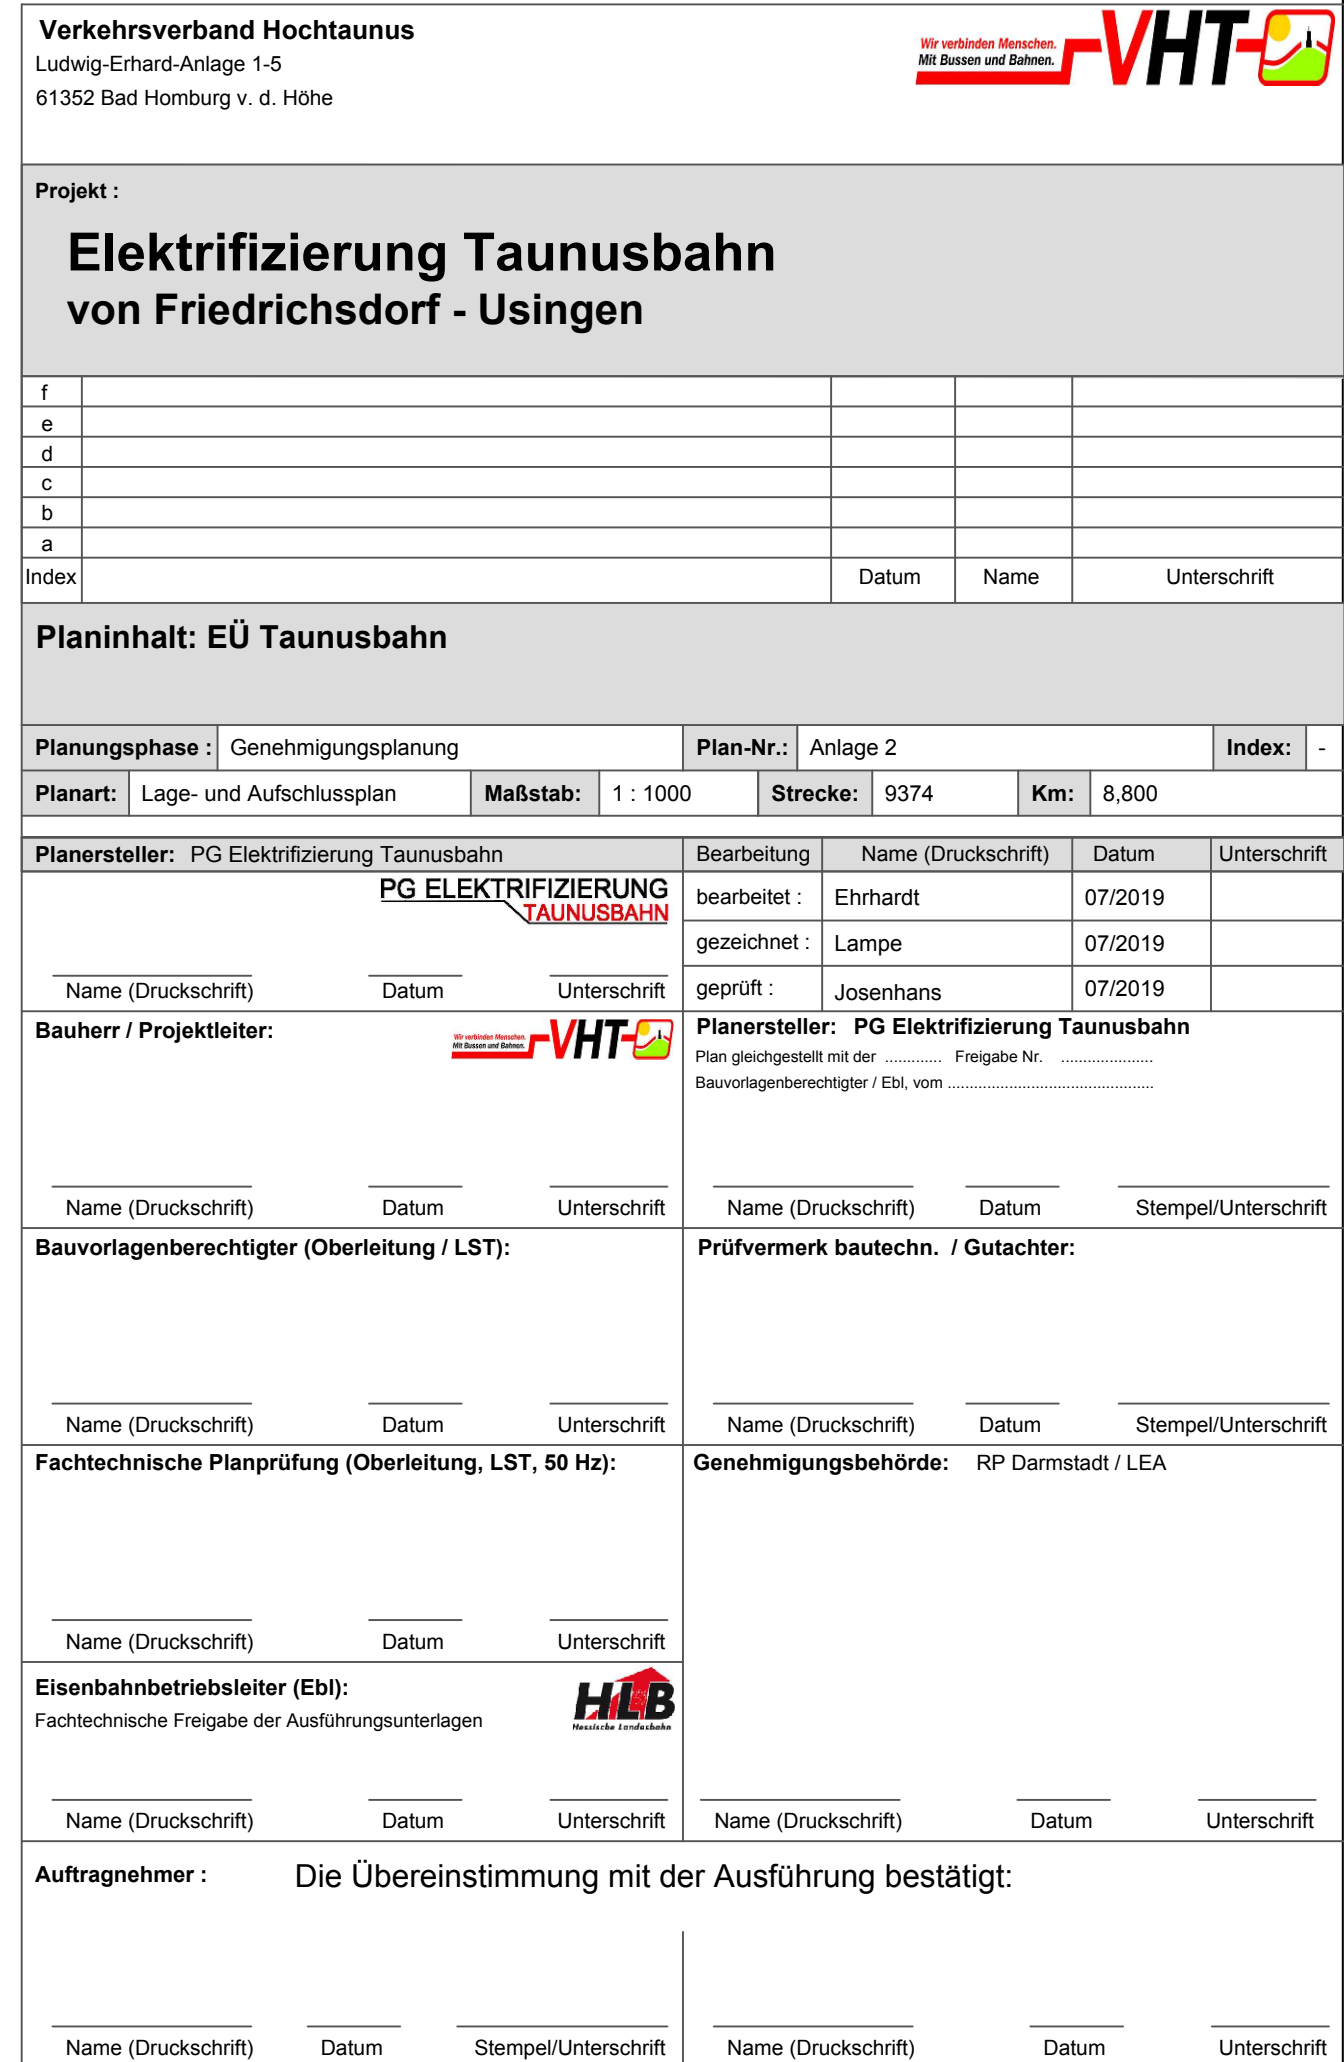 Verkehrsverband Hochtaunus
Ludwig-Erhard-Anlage 1-5
61352 Bad Homburg v. d. Höhe
Wir verbinden Menschen.
Mit Bussen und Bahnen.
VHT
Projekt :
Elektrifizierung Taunusbahn
von Friedrichsdorf - Usingen
f
e
d
c
b
a
Index Datum Name Unterschrift
Planinhalt: EÜ Taunusbahn
Planungsphase : Genehmigungsplanung Plan-Nr.: Anlage 2 Index: -
Planart: Lage- und Aufschlussplan Maßstab: 1 : 1000 Strecke: 9374 Km: 8,800
Planersteller: PG Elektrifizierung Taunusbahn Bearbeitung Name (Druckschrift) Datum Unterschrift
PG ELEKTRIFIZIERUNG
TAUNUSBAHN
bearbeitet : Ehrhardt 07/2019
gezeichnet : Lampe 07/2019
geprüft : Josenhans 07/2019
Name (Druckschrift) Datum Unterschrift
Bauherr / Projektleiter:
Wir verbinden Menschen.
Mit Bussen und Bahnen.
VHT
Name (Druckschrift) Datum Unterschrift
Planersteller: PG Elektrifizierung Taunusbahn
Plan gleichgestellt mit der ............. Freigabe Nr. .....................
Bauvorlagenberechtigter / Ebl, vom ...............................................
Name (Druckschrift) Datum Stempel/Unterschrift
Bauvorlagenberechtigter (Oberleitung / LST):
Name (Druckschrift) Datum Unterschrift
Prüfvermerk bautechn. / Gutachter:
Name (Druckschrift) Datum Stempel/Unterschrift
Fachtechnische Planprüfung (Oberleitung, LST, 50 Hz):
Name (Druckschrift) Datum Unterschrift
Genehmigungsbehörde: RP Darmstadt / LEA
Eisenbahnbetriebsleiter (Ebl):
Fachtechnische Freigabe der Ausführungsunterlagen
HLB
Hessische Landesbahn
Name (Druckschrift) Datum Unterschrift
Name (Druckschrift) Datum Unterschrift
Auftragnehmer : Die Übereinstimmung mit der Ausführung bestätigt:
Name (Druckschrift) Datum Stempel/Unterschrift
Name (Druckschrift) Datum Unterschrift